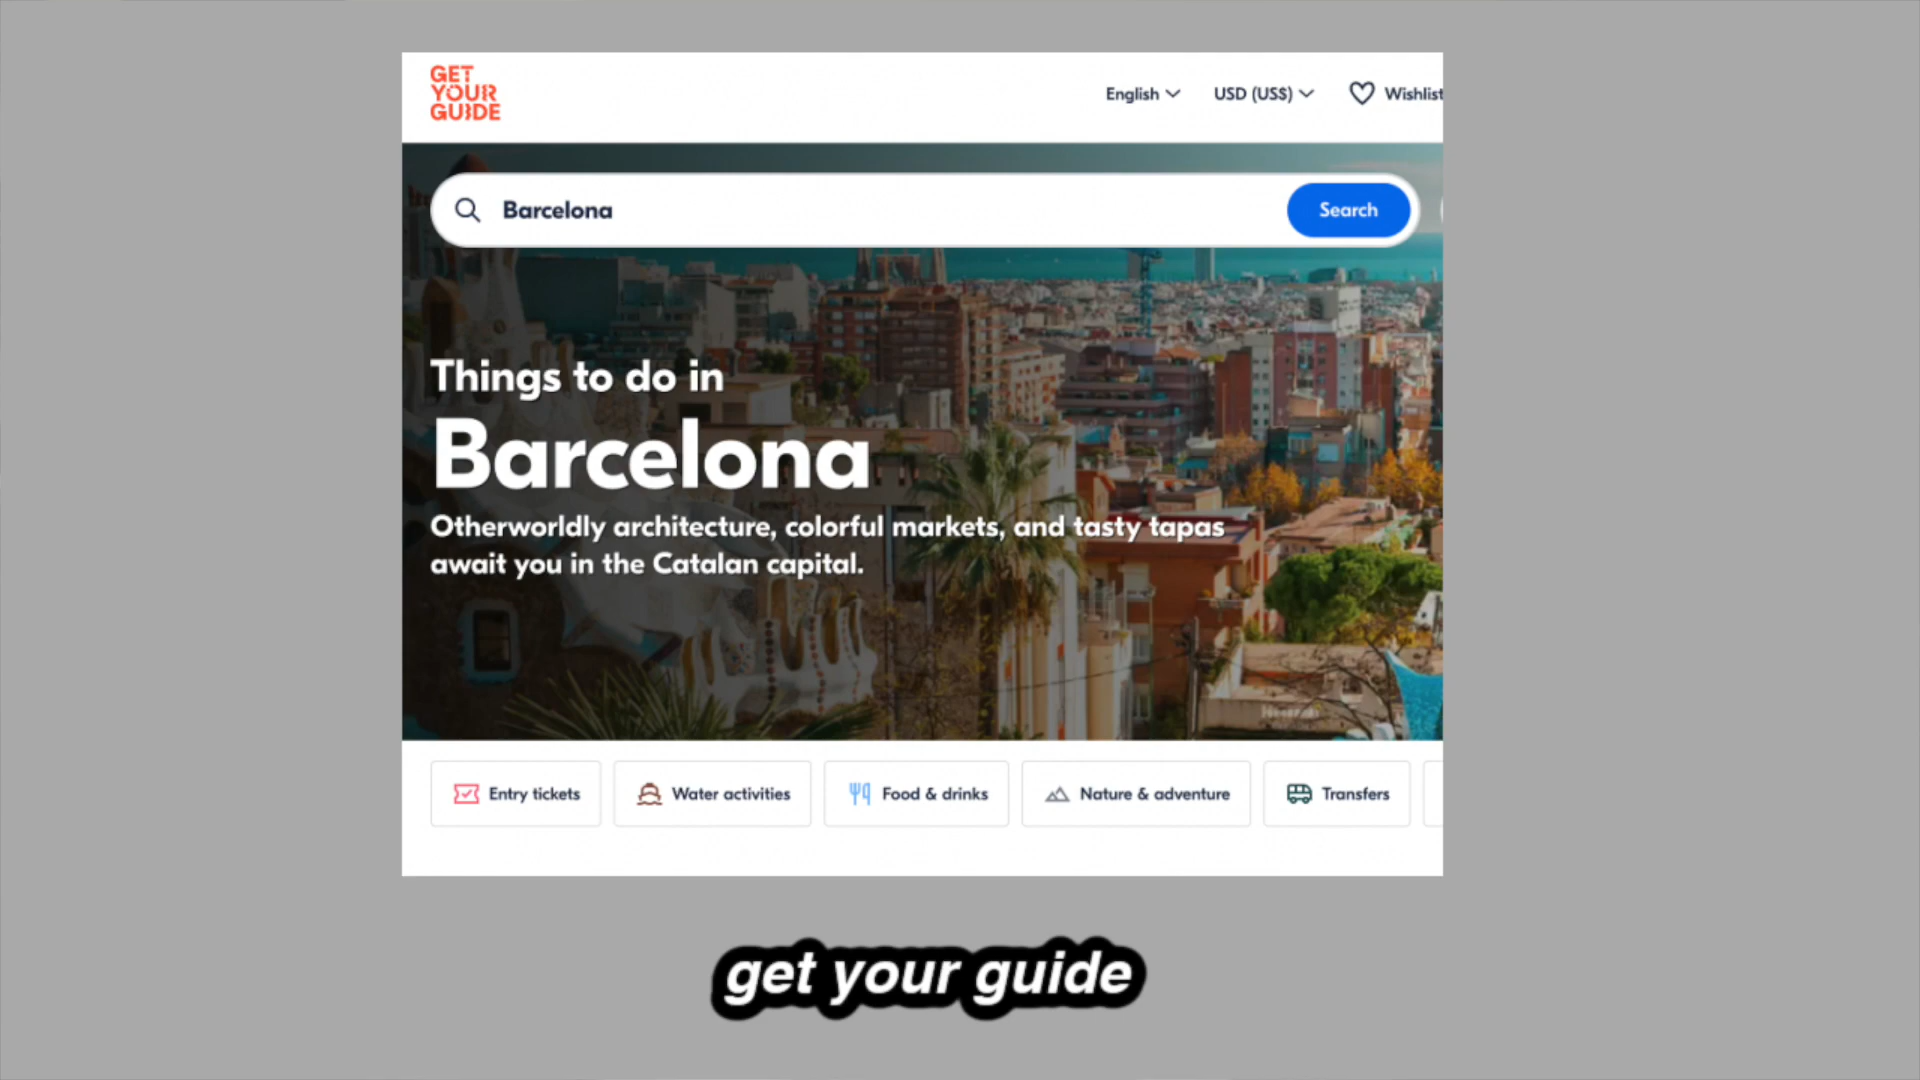 GET
YOUR
GUIDE
English
USD (US$)
Wishlist
Barcelona
Search
Things to do in
Barcelona
Otherworldly architecture, colorful markets, and tasty tapas
await you in the Catalan capital.
Entry tickets
Water activities
Food & drinks
Nature & adventure
Transfers
get your guide